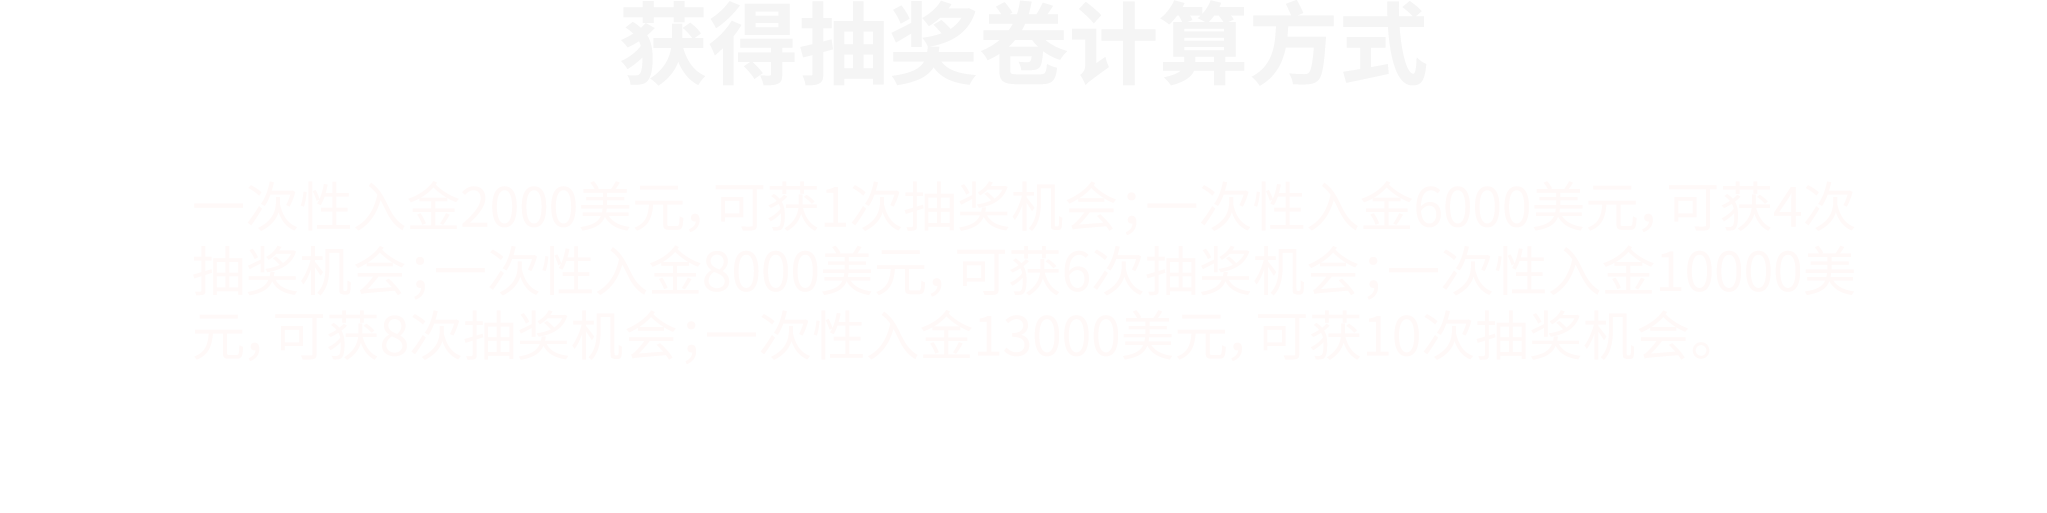 获得抽奖卷计算方式
一次性入金2000美元，可获1次抽奖机会；一次性入金6000美元，可获4次
抽奖机会；一次性入金8000美元，可获6次抽奖机会；一次性入金10000美
元，可获8次抽奖机会；一次性入金13000美元，可获10次抽奖机会。